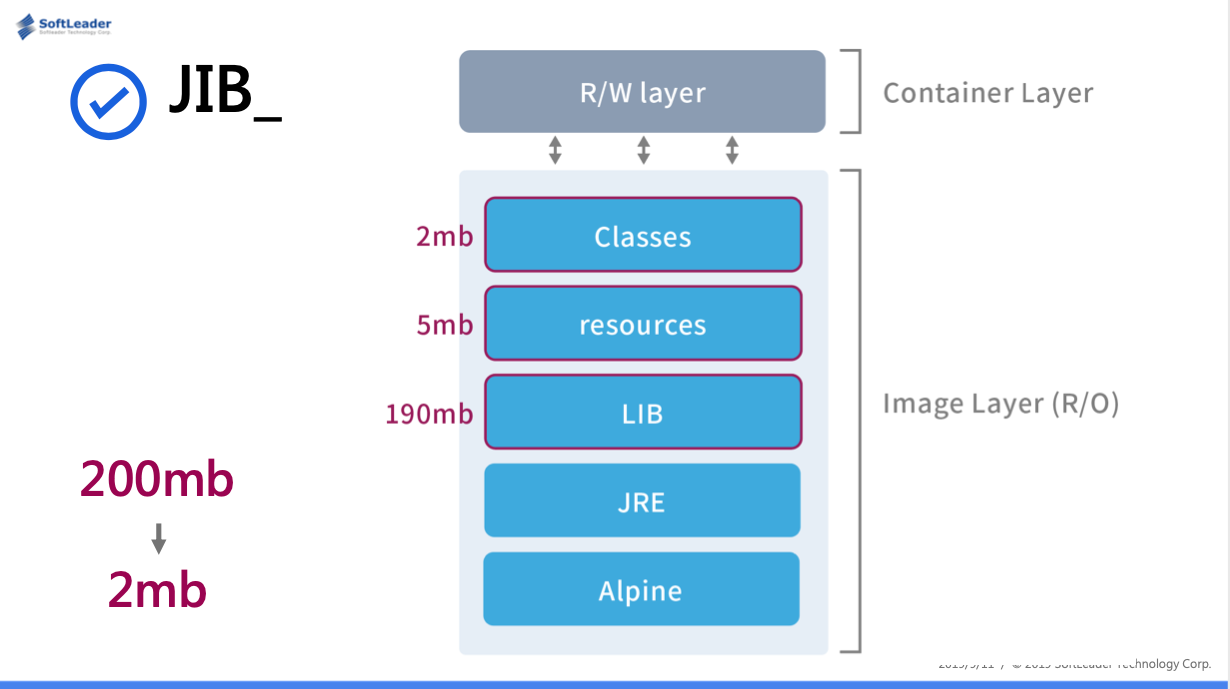 SoftLeader
SoftLeader Technology Corp.
JIB_
R/W layer
Container Layer
2mb
Classes
5mb
resources
190mb
LIB
Image Layer (R/O)
200mb
JRE
2mb
Alpine
2019/9/11 / © 2019 SoftLeader Technology Corp.